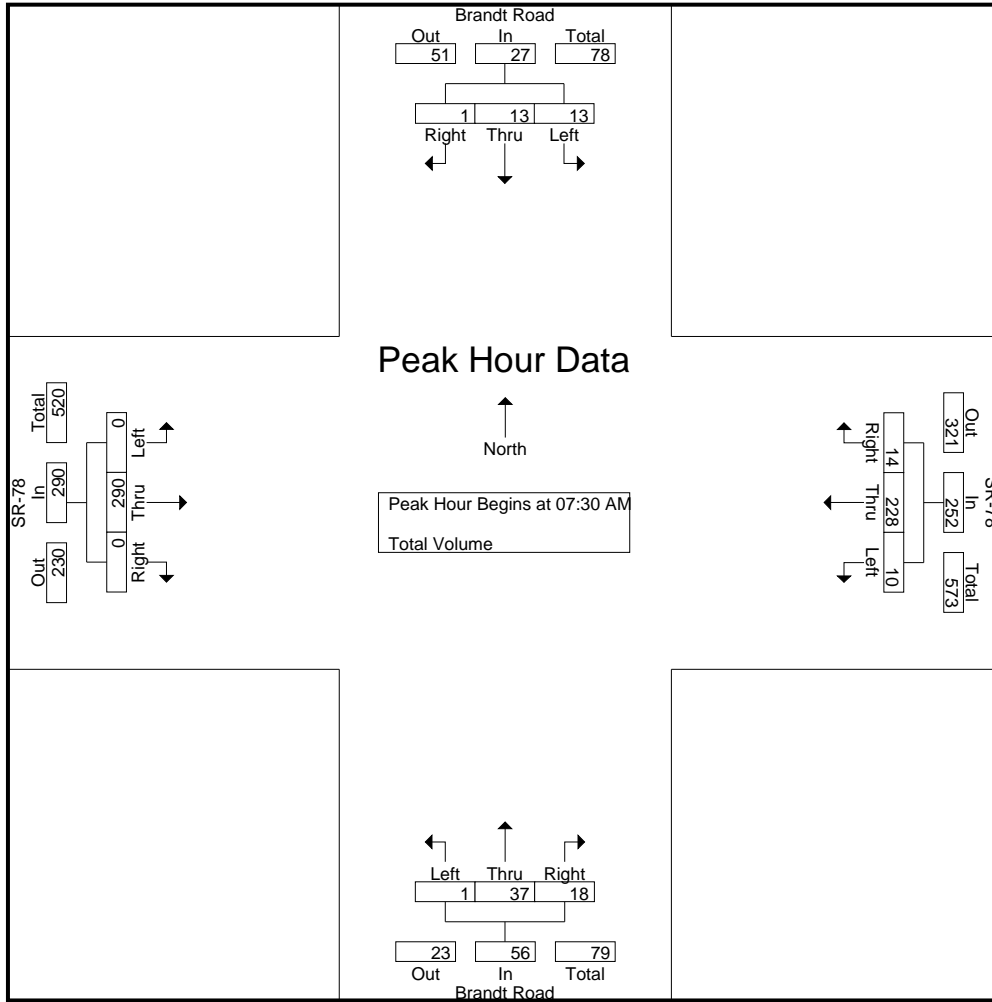 Brandt Road
Out In Total
51 27 78
1 13 13
Right Thru Left
Peak Hour Data
North
Peak Hour Begins at 07:30 AM
Total Volume
SR-78
Total In Out
520 290 230
0 290 0
Left Thru Right
Right Thru Left
14 228 10
321 252 573
Out In Total
SR-78
Left Thru Right
1 37 18
23 56 79
Out In Total
Brandt Road